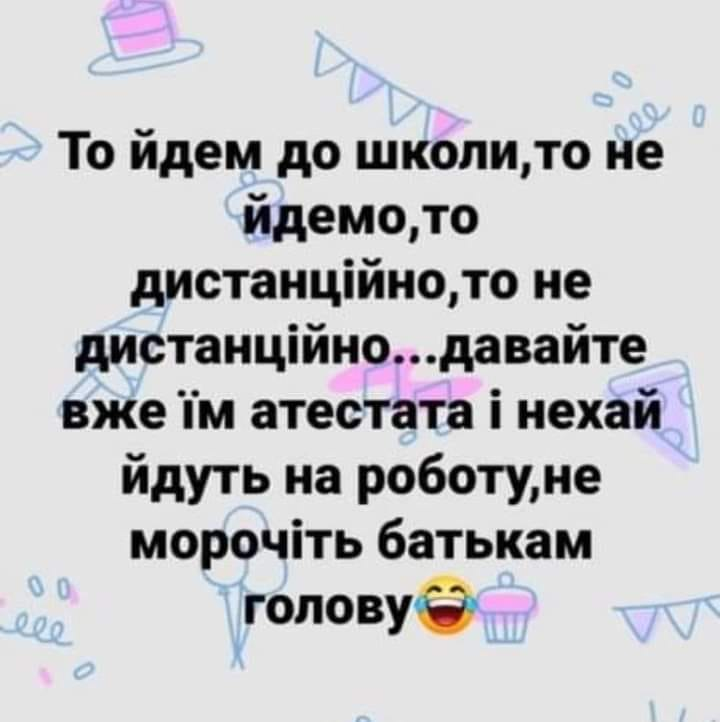 То йдем до школи,то не
йдемо,то
дистанційно,то не
дистанційно...давайте
вже їм атестата і нехай
йдуть на роботу,не
морочіть батькам
голову😂